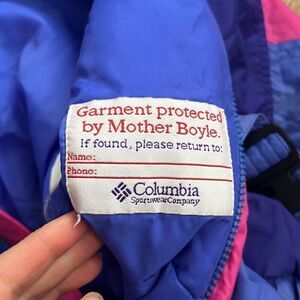 Garment protected
by Mother Boyle.
If found, please return to:
Name:
Phone:
Columbia
Sportswear Company